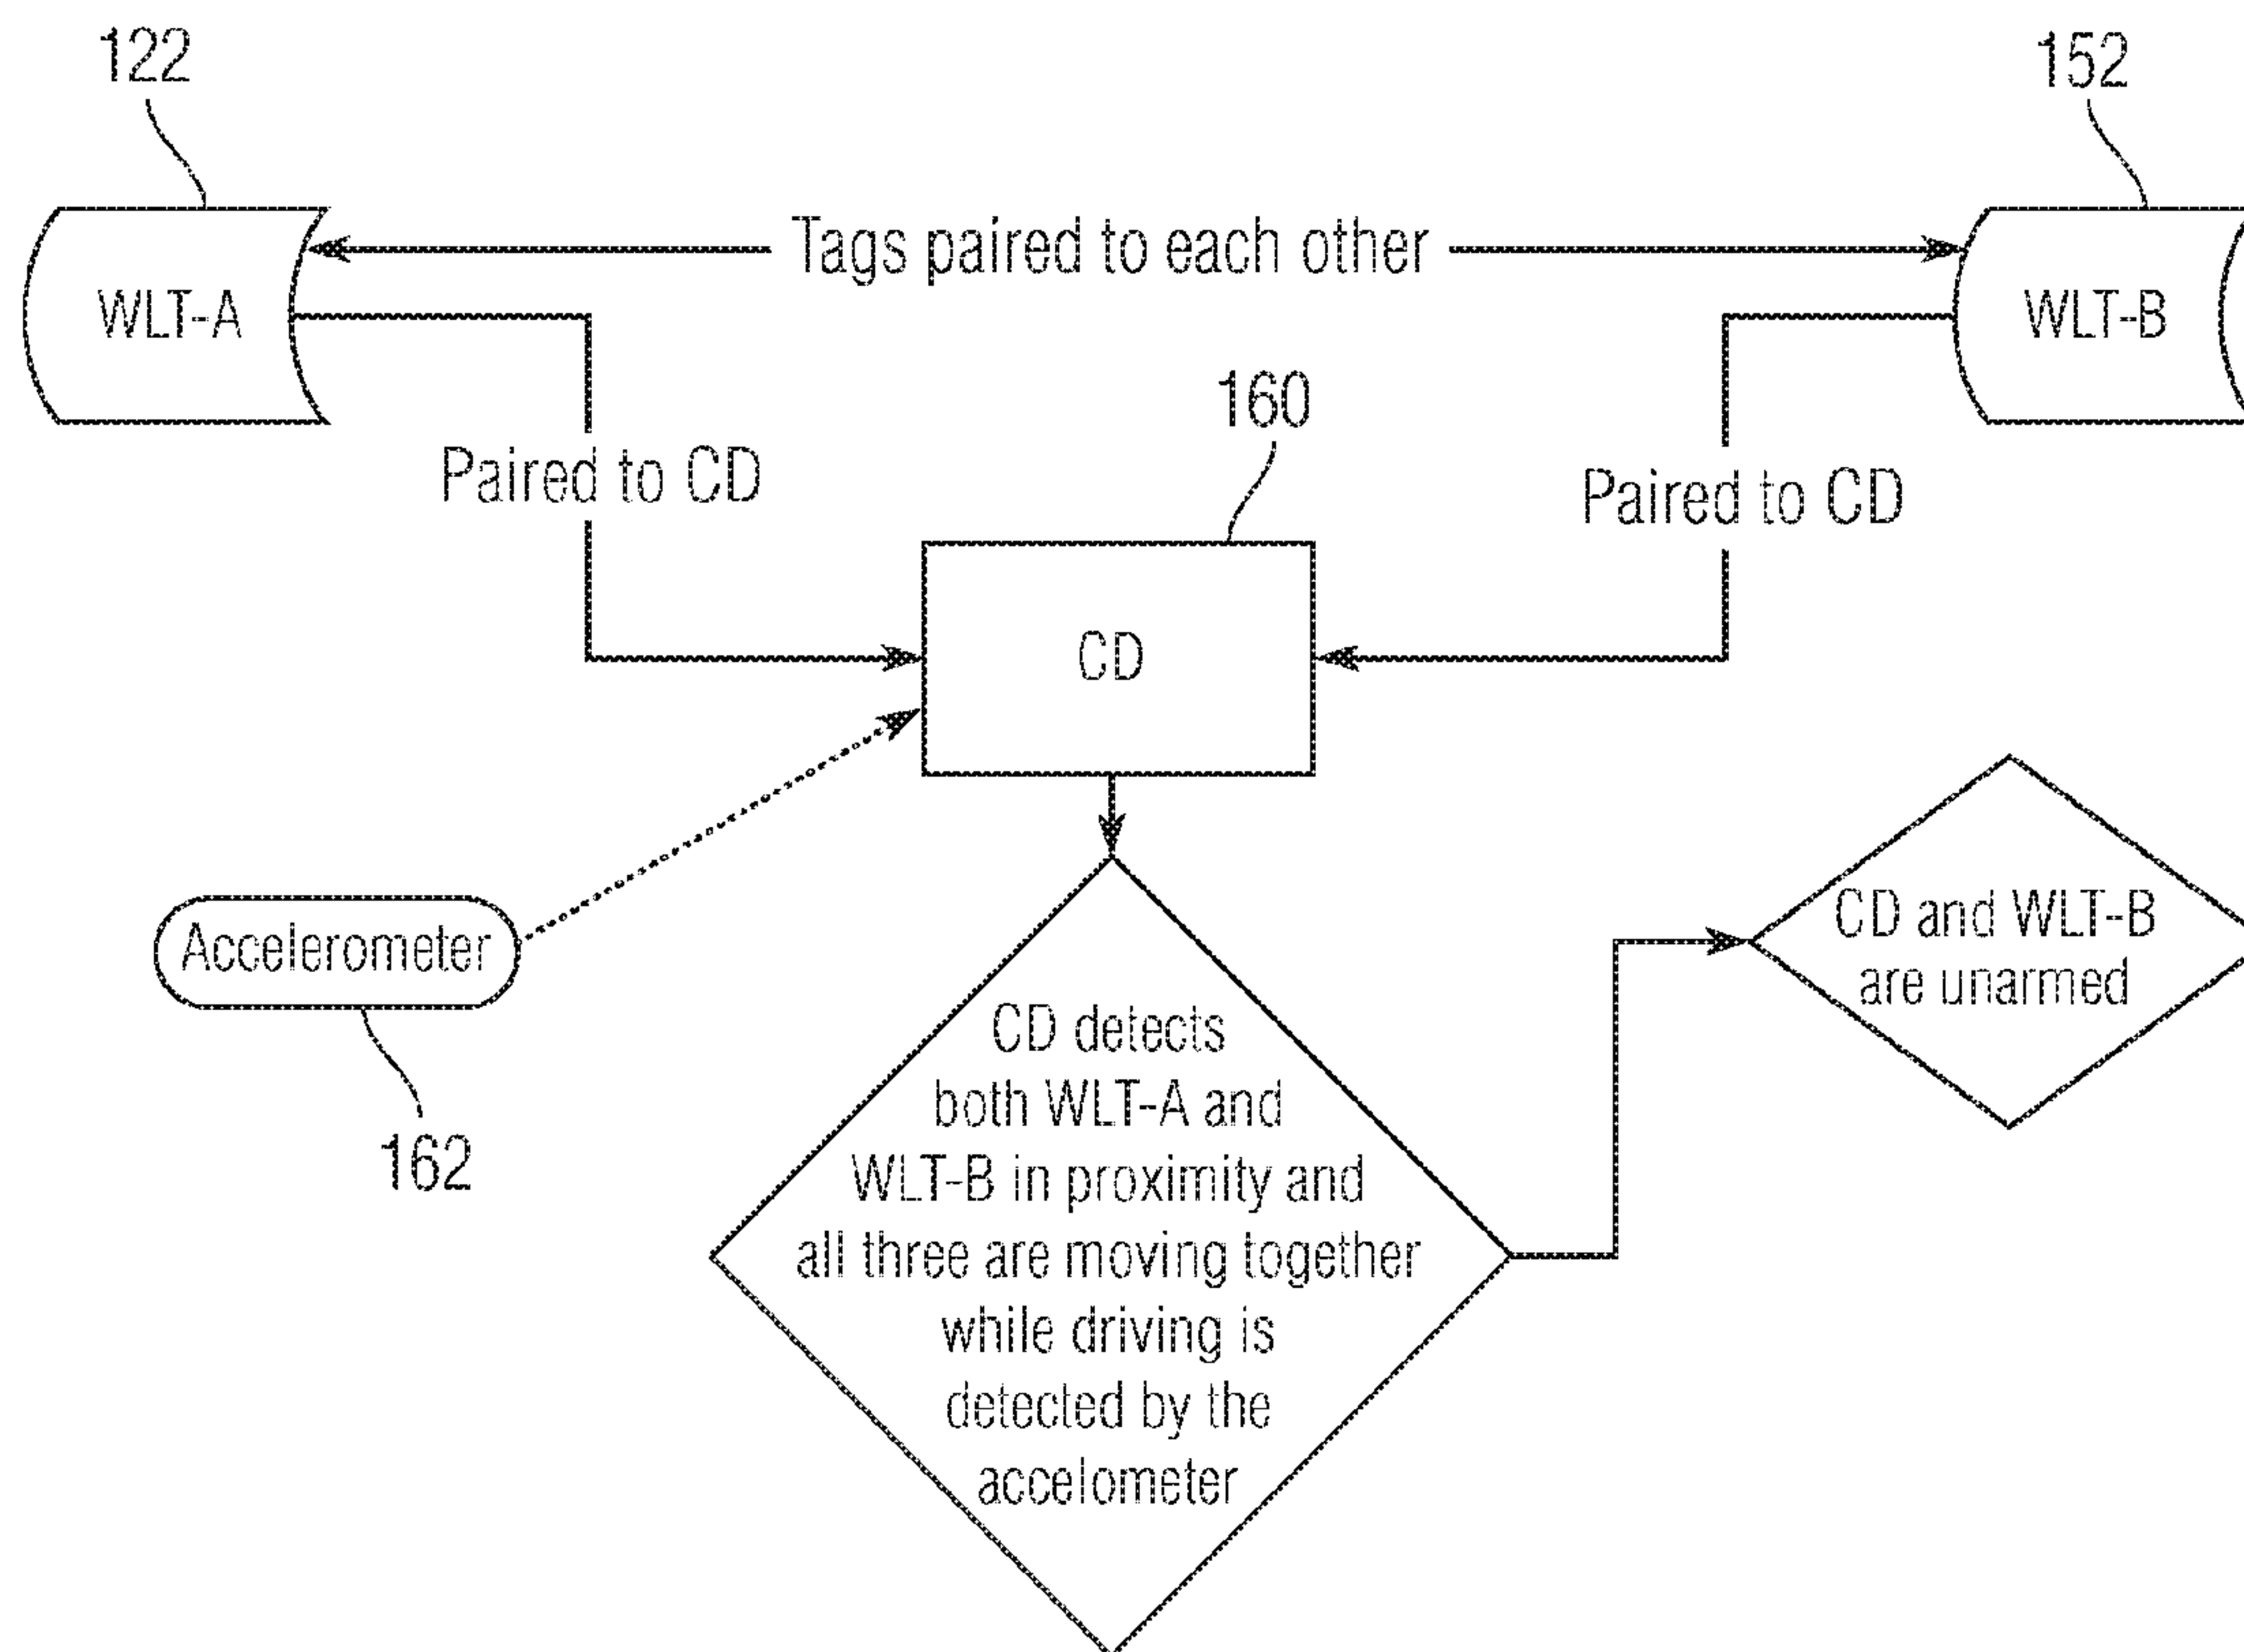 122
152
Tags paired to each other
WLT-A
WLT-B
160
Paired to CD
Paired to CD
CD
CD and WLT-B
are unarmed
Accelerometer
162
CD detects
both WLT-A and
WLT-B in proximity and
all three are moving together
while driving is
detected by the
accelometer